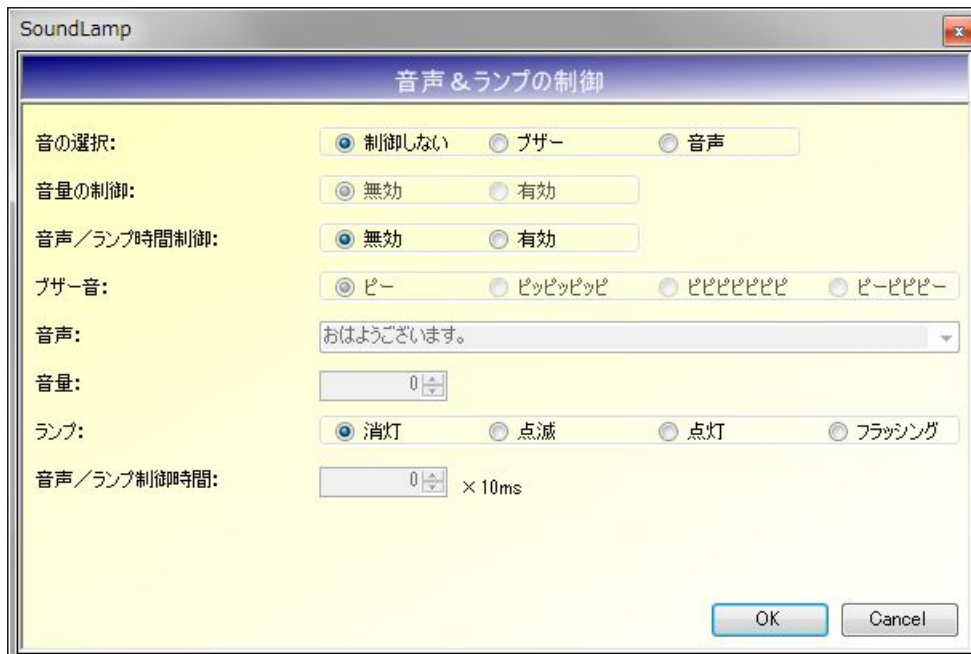 SoundLamp
音声&ランプの制御
音の選択: 制御しない ブザー 音声
音量の制御: 無効 有効
音声/ランプ時間制御: 無効 有効
ブザー音: ピー ピッピッピッピ ピピピピピピピ ピーピピピー
音声: おはようございます。
音量: 0
ランプ: 消灯 点滅 点灯 フラッシング
音声/ランプ制御時間: 0 ×10ms
OK Cancel